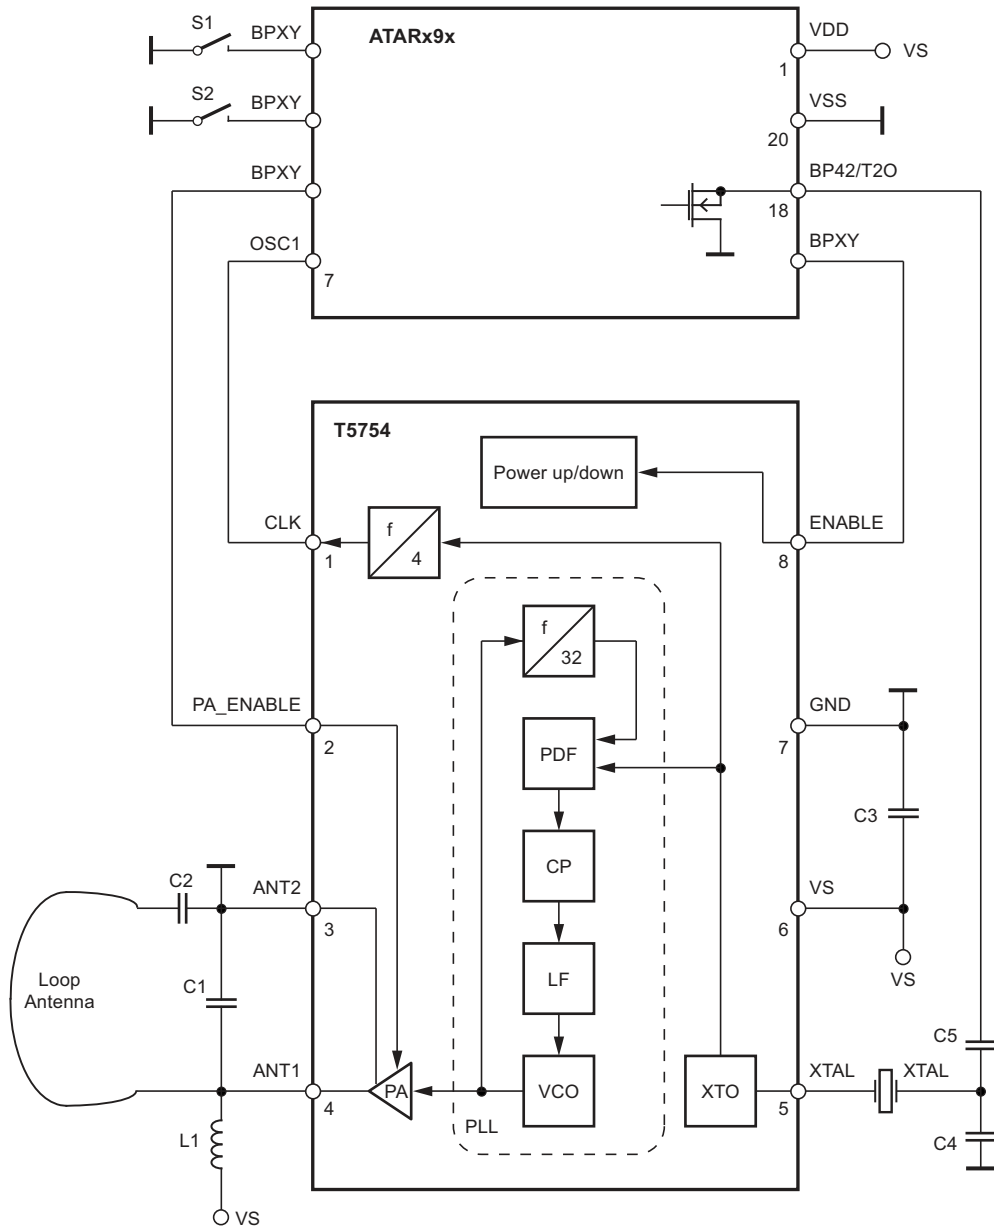 S1
BPXY
ATARx9x
VDD
1
VS
S2
BPXY
VSS
20
BPXY
BP42/T2O
18
OSC1
7
BPXY
T5754
Power up/down
CLK
1
f
4
ENABLE
8
f
32
PA_ENABLE
2
GND
7
PDF
C3
CP
C2
ANT2
3
VS
6
LF
VS
Loop
Antenna
C1
C5
ANT1
4
PA
VCO
XTO
XTAL
5
XTAL
PLL
L1
C4
VS